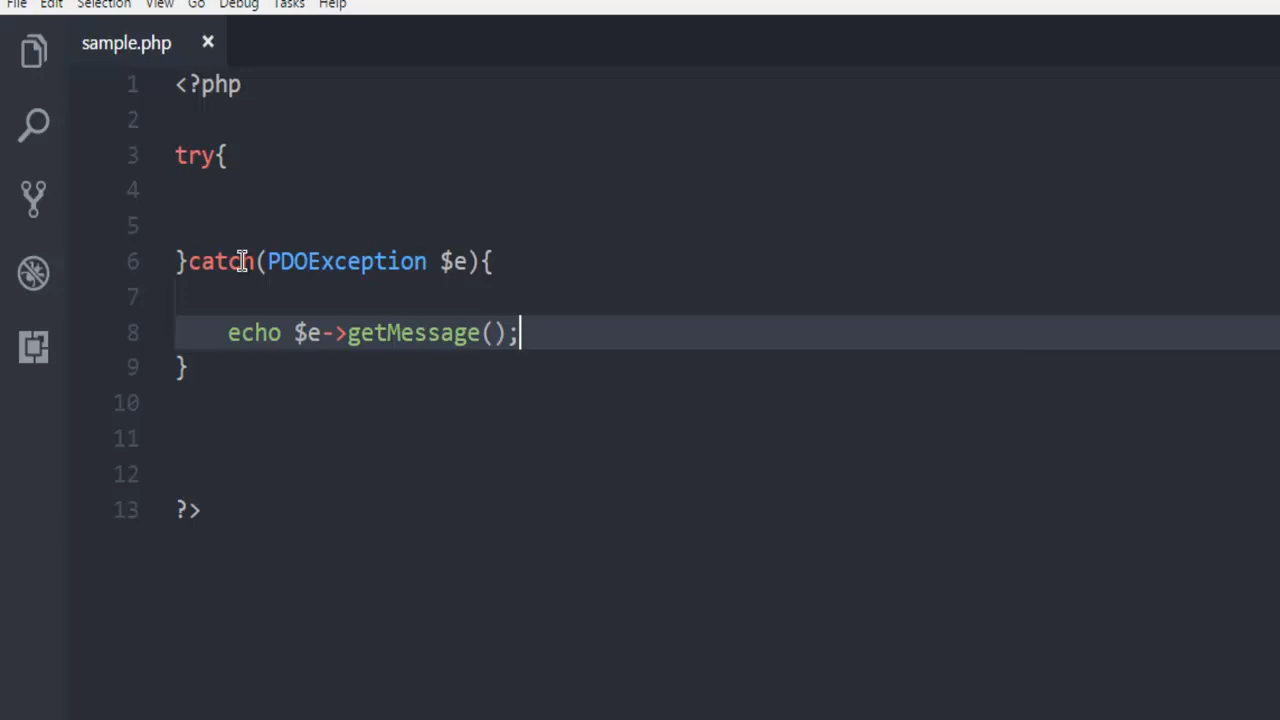 File Edit Selection View Go Debug Tasks Help
sample.php ×
1 <?php
2
3 try{
4
5
6 }catch(PDOException $e){
7
8 echo $e->getMessage();
9 }
10
11
12
13 ?>